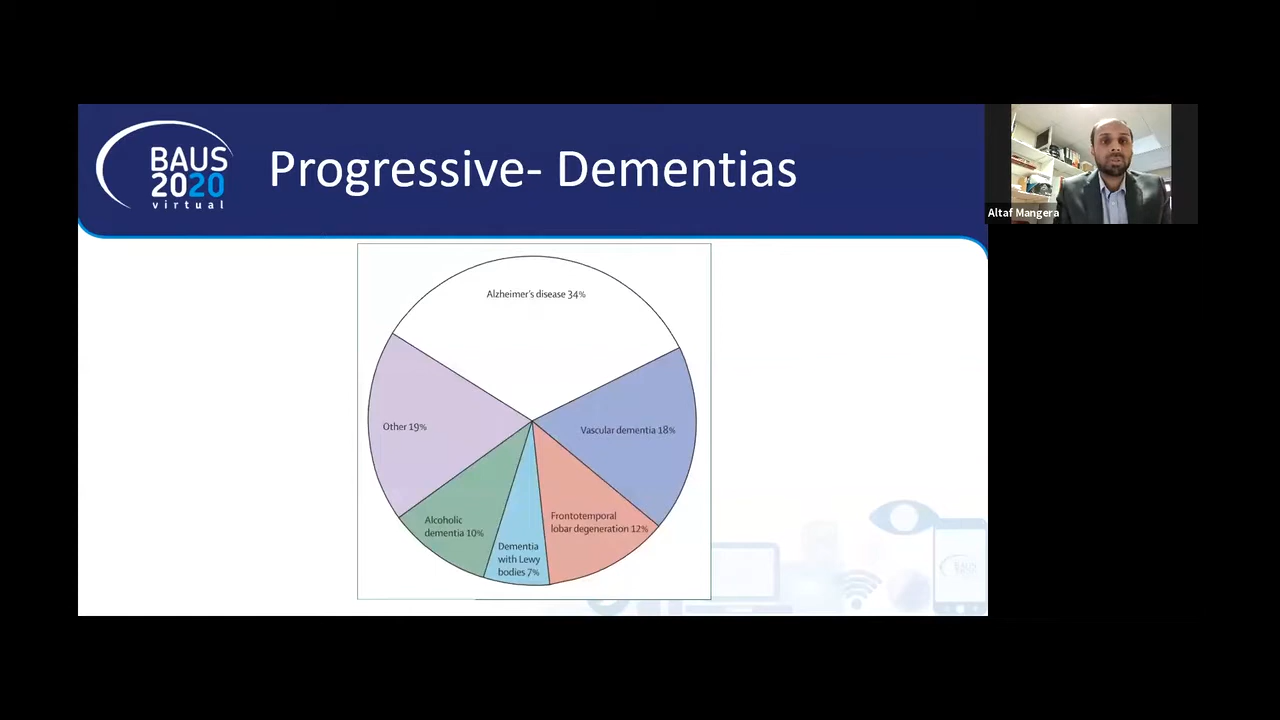 BAUS
2020
virtual
Progressive- Dementias
Altaf Mangera
Alzheimer's disease 34%
Other 19%
Vascular dementia 18%
Alcoholic
dementia 10%
Dementia
with Lewy
bodies 7%
Frontotemporal
lobar degeneration 12%